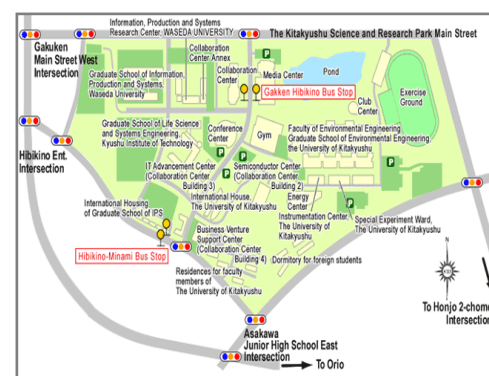 Information, Production and Systems
Research Center, WASEDA UNIVERSITY
The Kitakyushu Science and Research Park Main Street
Gakuken
Main Street West
Intersection
Collaboration
Center Annex
P
Collaboration
Center
Media Center
Pond
Graduate School of Information,
Production and Systems,
Waseda University
Gakken Hibikino Bus Stop
Club
Center
Exercise
Ground
Graduate School of Life Science
and Systems Engineering,
Kyushu Institute of Technology
Conference
Center
Gym
Faculty of Environmental Engineering
Graduate School of Environmental Engineering,
the University of Kitakyushu
Hibikino Ent.
Intersection
P
P
P
P
IT Advancement Center
(Collaboration Center
Building 3)
Semiconductor Center
(Collaboration Center
Building 2)
International House,
The University of Kitakyushu
Energy
Center
Instrumentation Center,
The University of
Kitakyushu
P
Special Experiment Ward,
The University of Kitakyushu
International Housing
of Graduate School of IPS
Business Venture
Support Center
(Collaboration Center
Building 4)
Hibikino-Minami Bus Stop
Dormitory for foreign students
Residences for faculty
members of
The University of Kitakyushu
To Honjo 2-chome
Intersection
Asakawa
Junior High School East
Intersection
To Orio